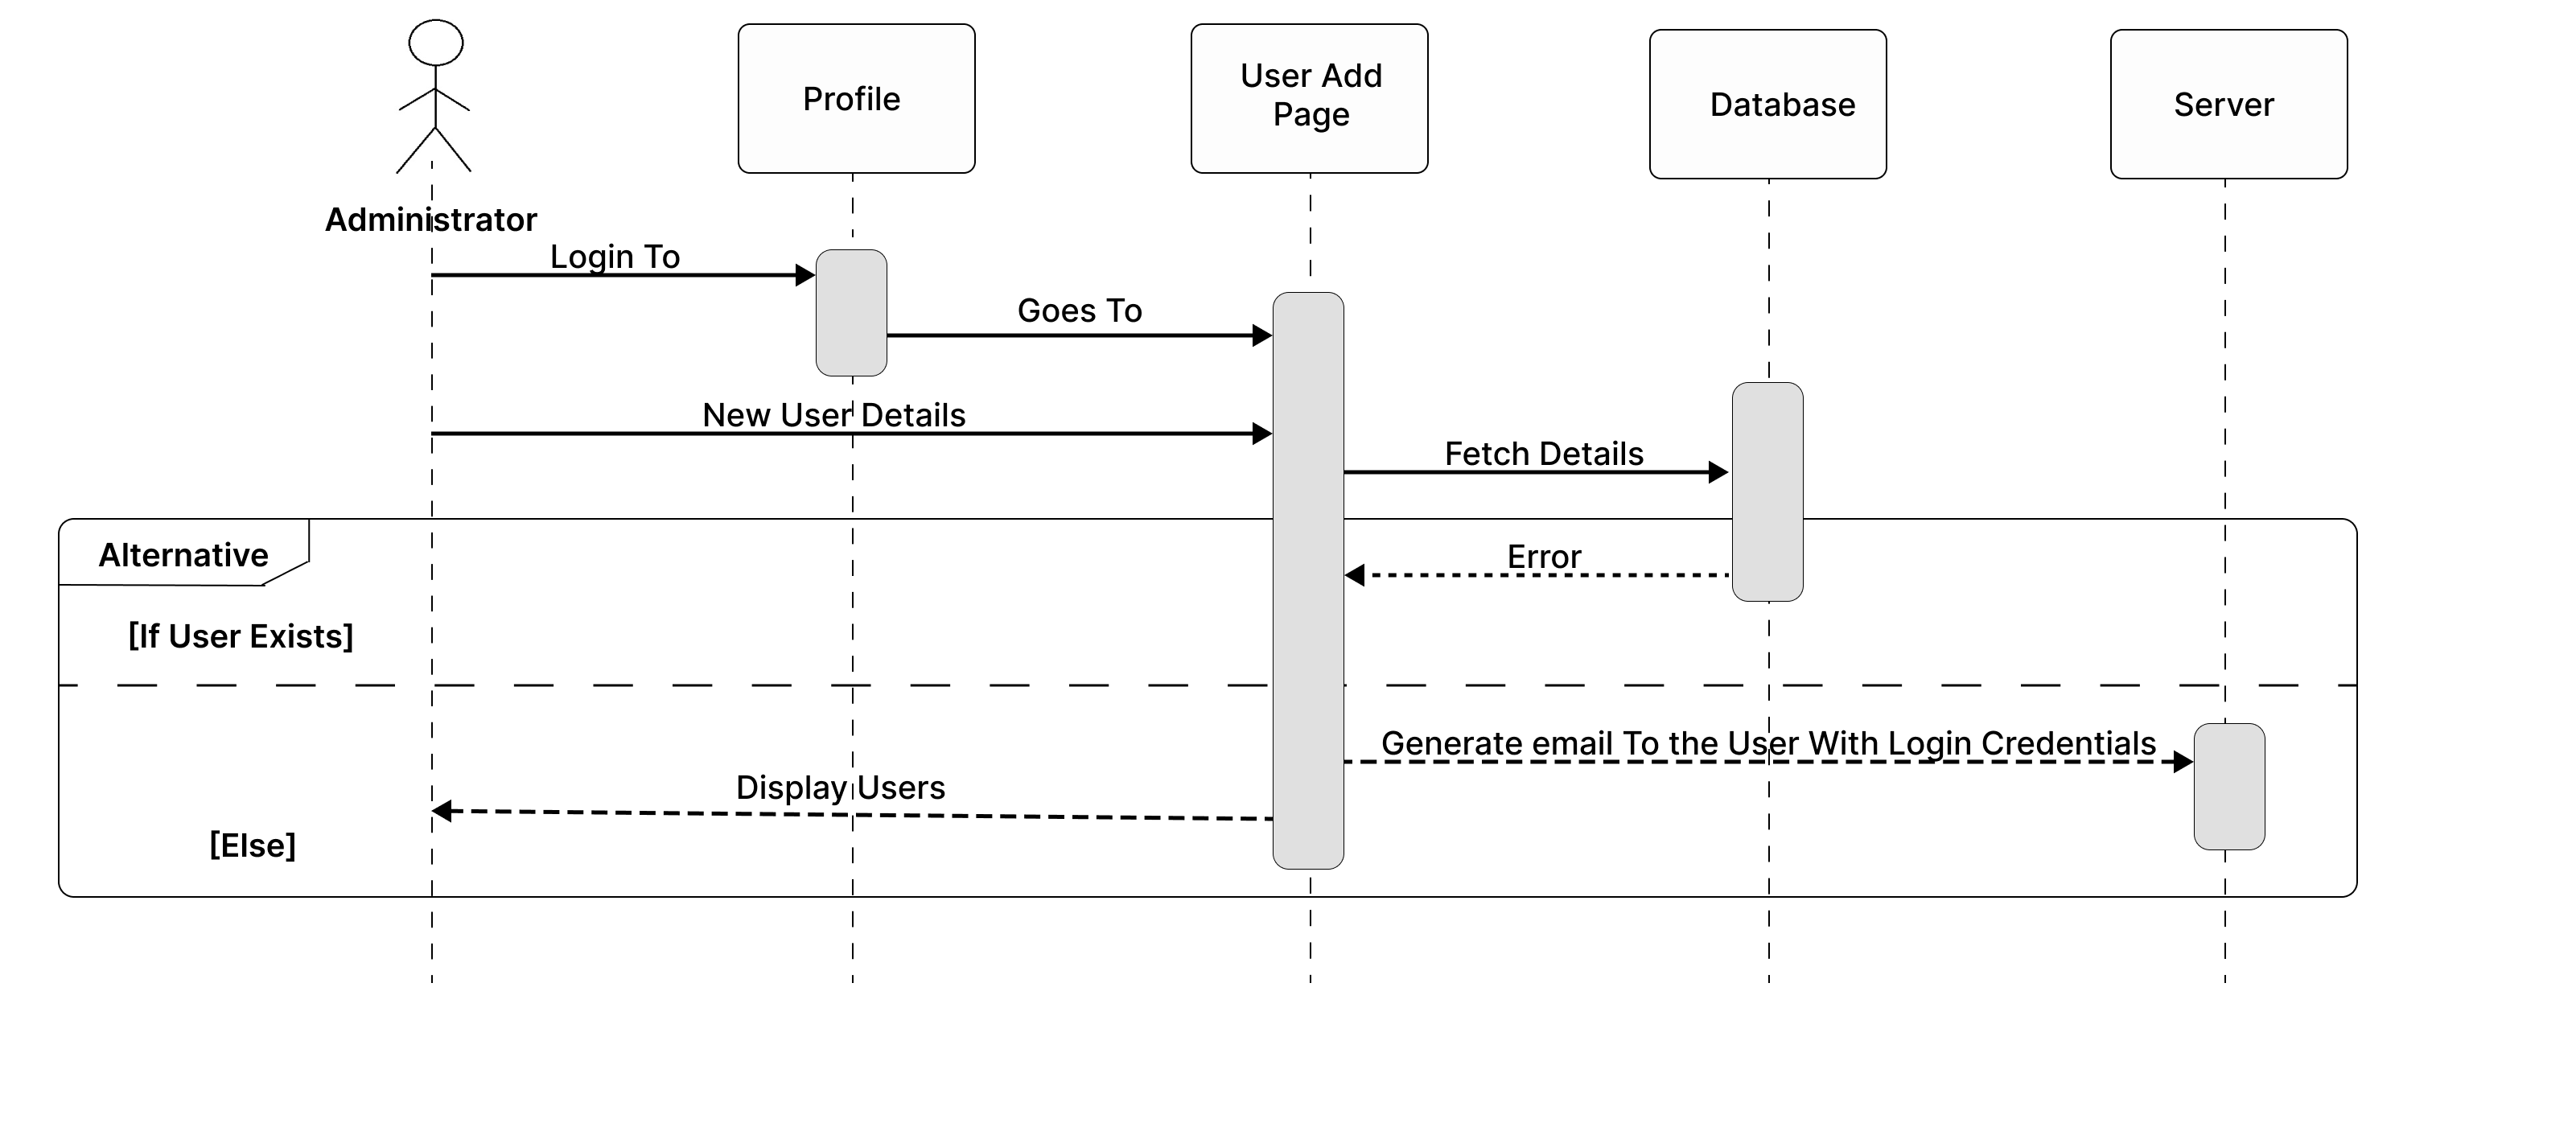 Profile
User Add
Page
Database
Server
Administrator
Login To
Goes To
New User Details
Fetch Details
Alternative
Error
[If User Exists]
Generate email To the User With Login Credentials
Display Users
[Else]